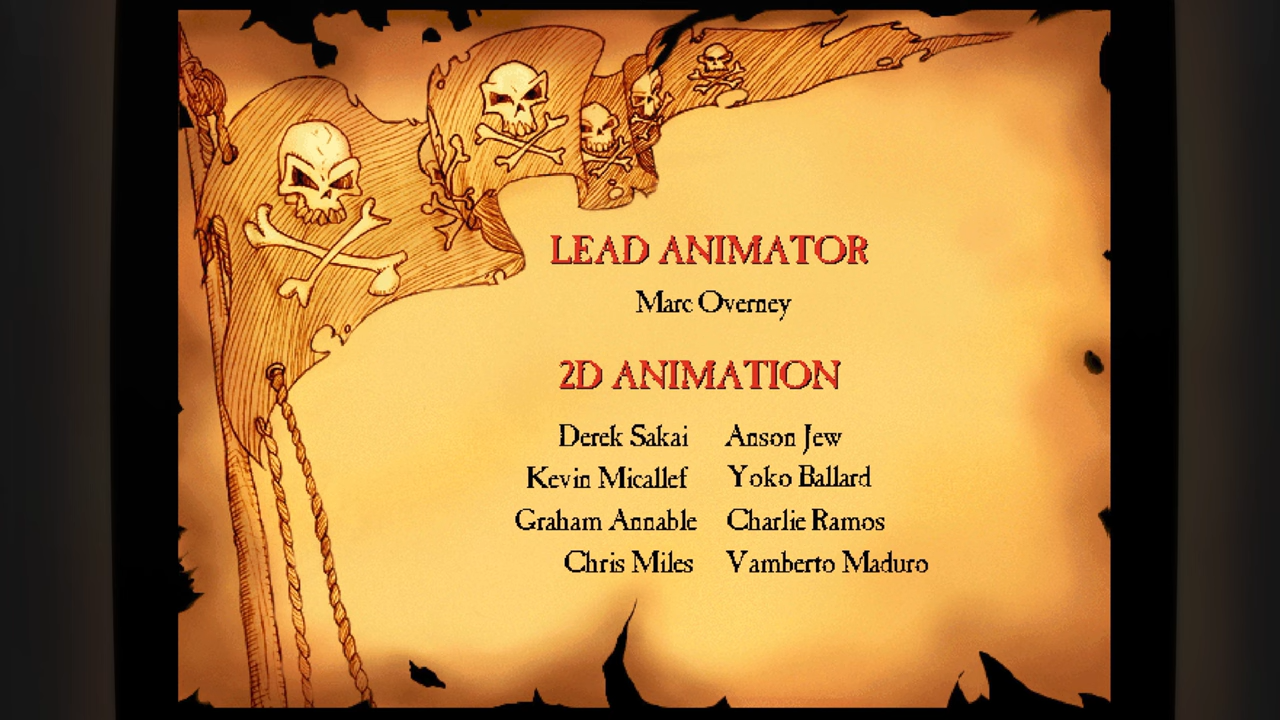 LEAD ANIMATOR
Marc Overney
2D ANIMATION
Derek Sakai Anson Jew
Kevin Micallef Yoko Ballard
Graham Annable Charlie Ramos
Chris Miles Vamberto Maduro